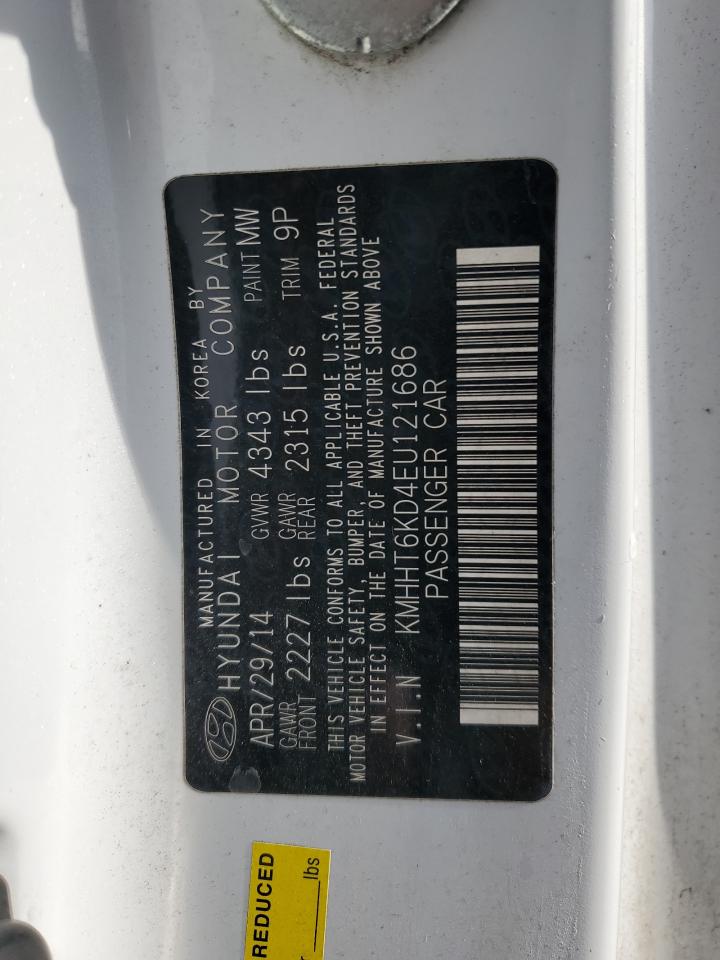 MANUFACTURED IN KOREA BY
HYUNDAI MOTOR COMPANY
APR/29/14 GVWR 4343 lbs PAINT MW
GAWR FRONT 2227 lbs GAWR REAR 2315 lbs TRIM 9P
THIS VEHICLE CONFORMS TO ALL APPLICABLE U.S.A. FEDERAL
MOTOR VEHICLE SAFETY, BUMPER, AND THEFT PREVENTION STANDARDS
IN EFFECT ON THE DATE OF MANUFACTURE SHOWN ABOVE
V.I.N KMHHT6KD4EU121686
PASSENGER CAR
REDUCED
lbs